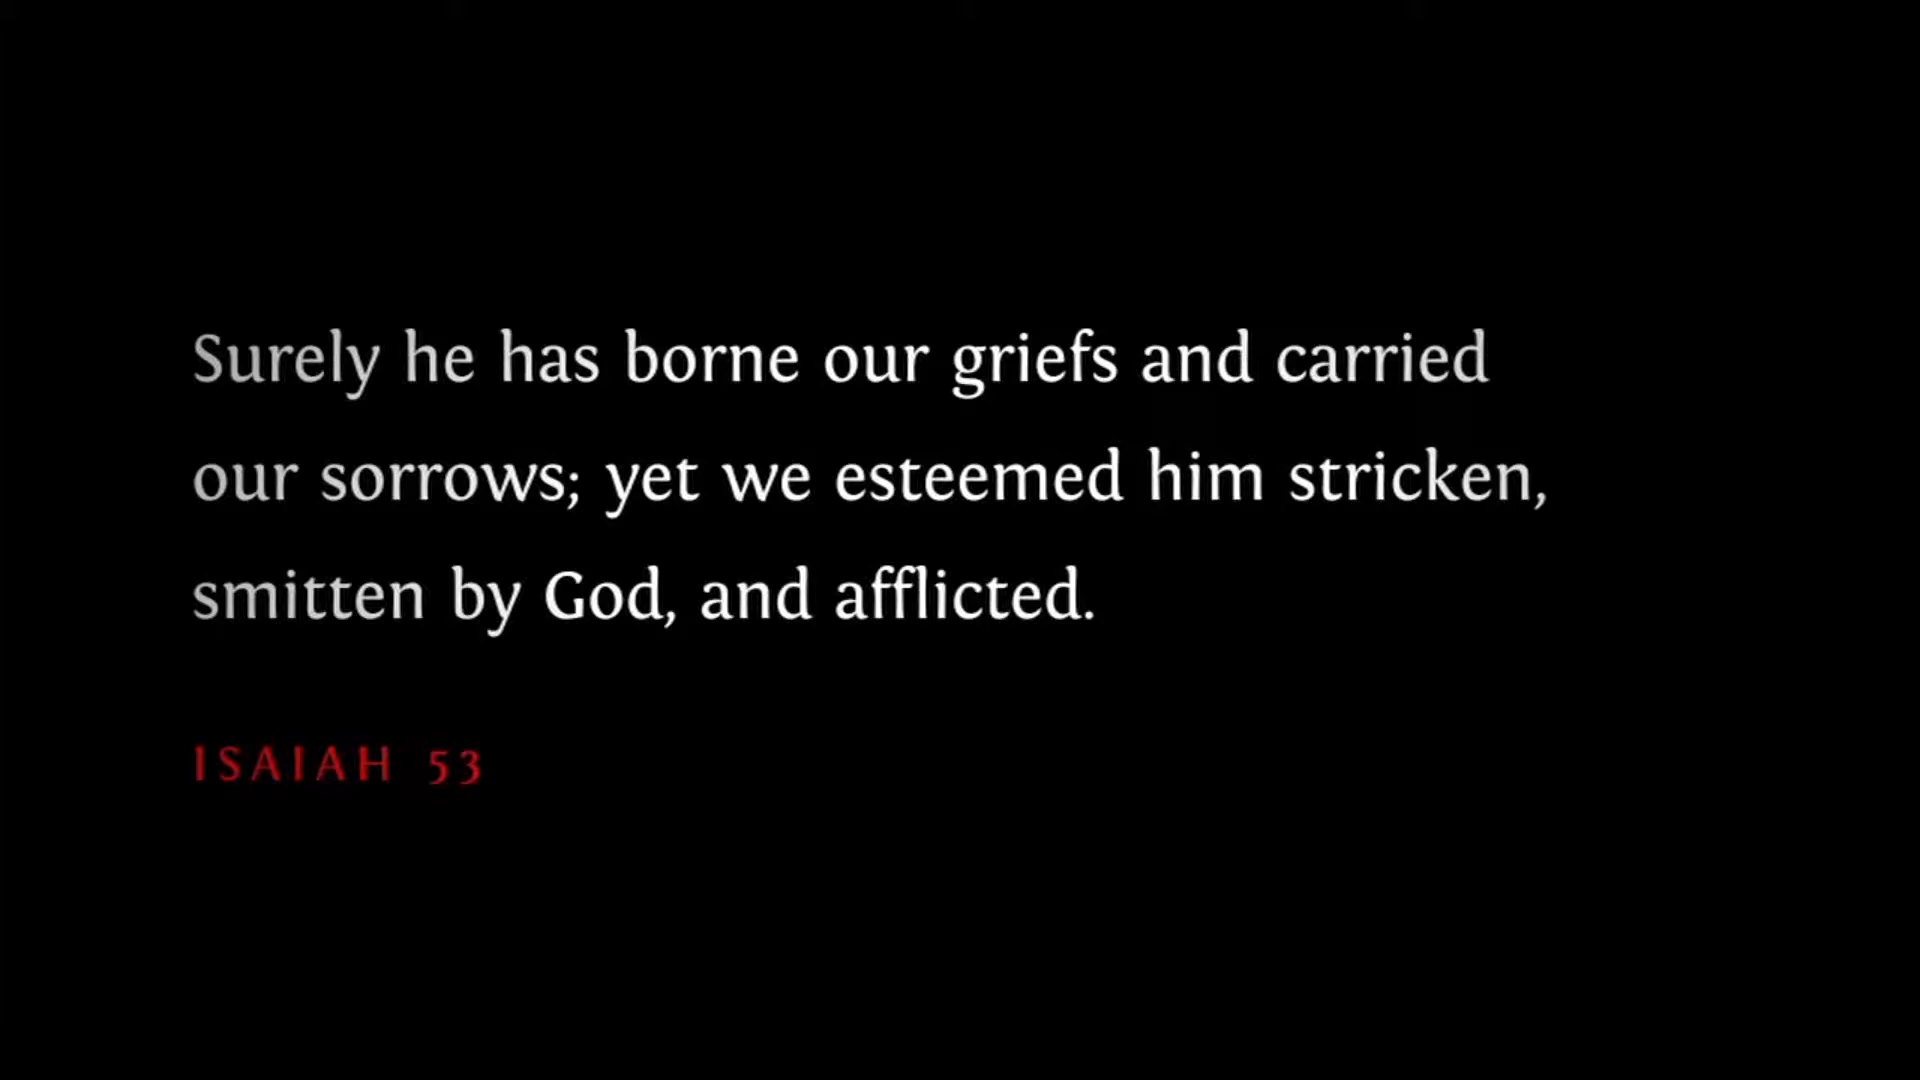 Surely he has borne our griefs and carried
our sorrows; yet we esteemed him stricken,
smitten by God, and afflicted.
ISAIAH 53